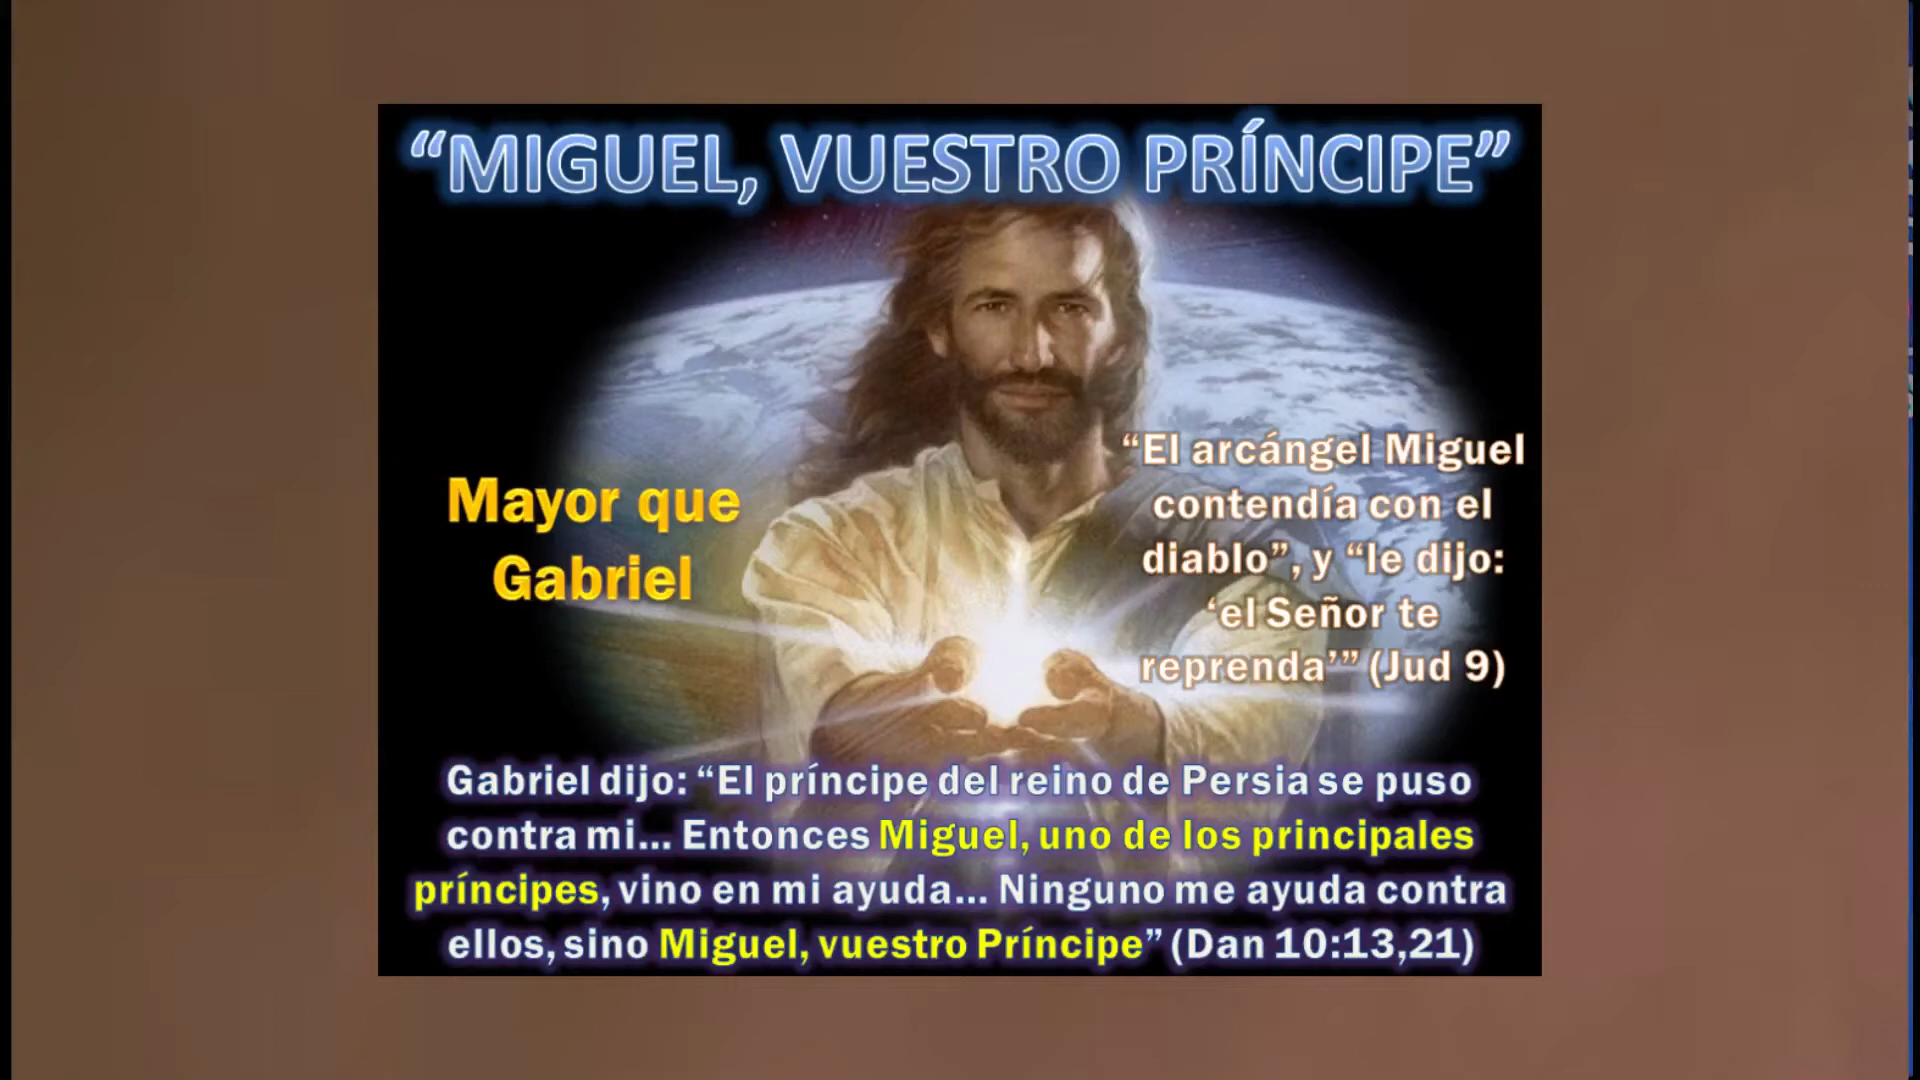 “MIGUEL, VUESTRO PRÍNCIPE”
Mayor que
Gabriel
“El arcángel Miguel
contendía con el
diablo”, y “le dijo:
‘el Señor te
reprenda’” (Jud 9)
Gabriel dijo: “El príncipe del reino de Persia se puso
contra mi... Entonces Miguel, uno de los principales
príncipes, vino en mi ayuda... Ninguno me ayuda contra
ellos, sino Miguel, vuestro Príncipe” (Dan 10:13,21)